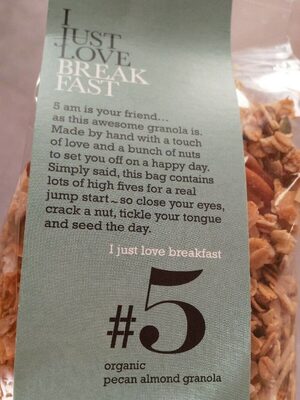 I
JUST
LOVE
BREAK
FAST
5 am is your friend...
as this awesome granola is.
Made by hand with a touch
of love and a bunch of nuts
to set you off on a happy day.
Simply said, this bag contains
lots of high fives for a real
jump start ~ so close your eyes,
crack a nut, tickle your tongue
and seed the day.
I just love breakfast
#5
organic
pecan almond granola